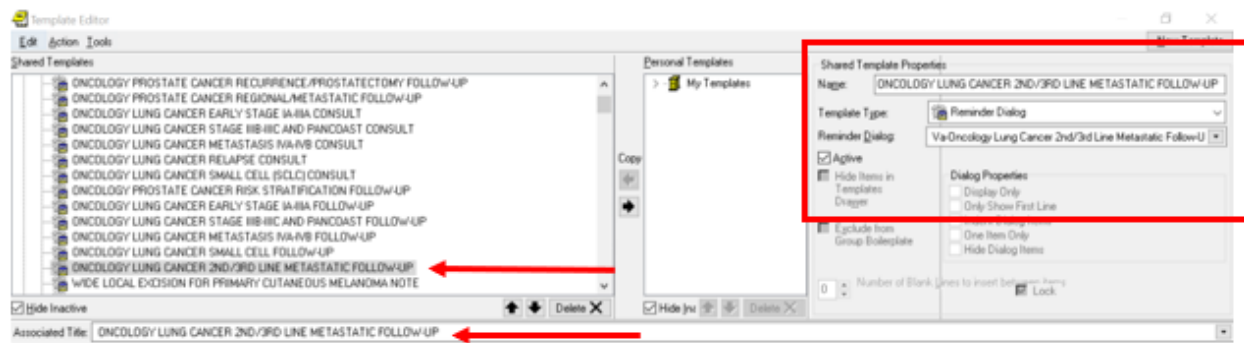 Template Editor
Edit Action Tools
New Template
Shared Templates
ONCOLOGY PROSTATE CANCER RECURRENCE/PROSTATECTOMY FOLLOW-UP
ONCOLOGY PROSTATE CANCER REGIONAL/METASTATIC FOLLOW-UP
ONCOLOGY LUNG CANCER EARLY STAGE IA-IIIA CONSULT
ONCOLOGY LUNG CANCER STAGE IIIB-IIIC AND PANCOAST CONSULT
ONCOLOGY LUNG CANCER METASTASIS IVA-IVB CONSULT
ONCOLOGY LUNG CANCER RELAPSE CONSULT
ONCOLOGY LUNG CANCER SMALL CELL (SCLC) CONSULT
ONCOLOGY PROSTATE CANCER RISK STRATIFICATION FOLLOW-UP
ONCOLOGY LUNG CANCER EARLY STAGE IA-IIIA FOLLOW-UP
ONCOLOGY LUNG CANCER STAGE IIIB-IIIC AND PANCOAST FOLLOW-UP
ONCOLOGY LUNG CANCER METASTASIS IVA-IVB FOLLOW-UP
ONCOLOGY LUNG CANCER SMALL CELL FOLLOW-UP
ONCOLOGY LUNG CANCER 2ND/3RD LINE METASTATIC FOLLOW-UP
WIDE LOCAL EXCISION FOR PRIMARY CUTANEOUS MELANOMA NOTE
Hide Inactive
Delete
Copy
Personal Templates
My Templates
Hide Ina
Delete
Shared Template Properties
Name: ONCOLOGY LUNG CANCER 2ND/3RD LINE METASTATIC FOLLOW-UP
Template Type: Reminder Dialog
Reminder Dialog: Va-Oncology Lung Cancer 2nd/3rd Line Metastatic Follow-U
Active
Hide Items in
Templates
Drawer
Exclude from
Group Boilerplate
Dialog Properties
Display Only
Only Show First Line
One Item Only
Hide Dialog Items
0 Number of Blank Lines to insert between items
Lock
Associated Title: ONCOLOGY LUNG CANCER 2ND/3RD LINE METASTATIC FOLLOW-UP